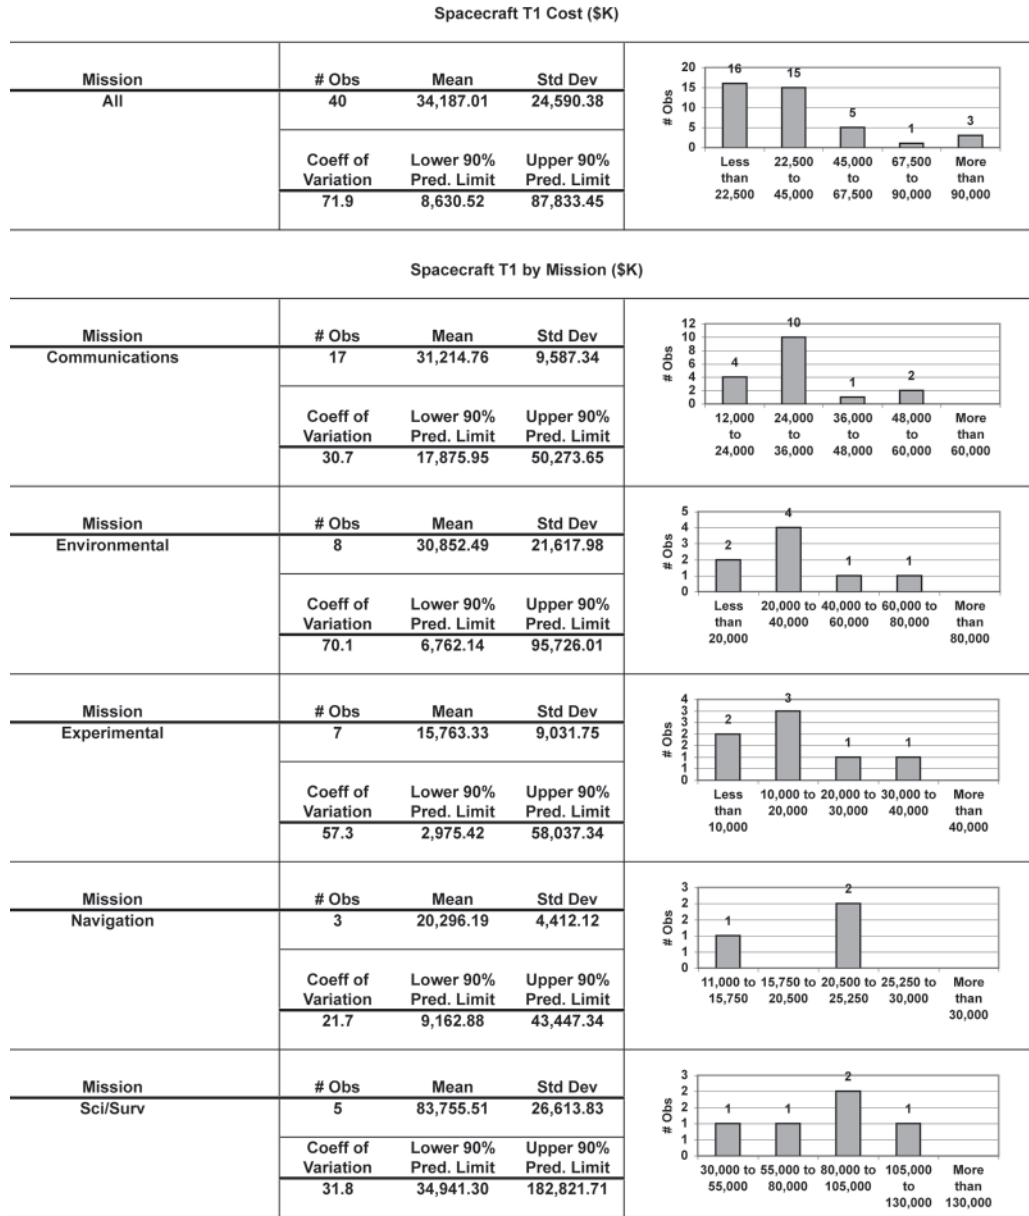 Spacecraft T1 Cost ($K)
Mission # Obs Mean Std Dev
All 40 34,187.01 24,590.38
Coeff of Lower 90% Upper 90%
Variation Pred. Limit Pred. Limit
71.9 8,630.52 87,833.45
# Obs
20
15
10
5
0
16 15 5 1 3
Less 22,500 45,000 67,500 More
than to to to than
22,500 45,000 67,500 90,000 90,000
Spacecraft T1 by Mission ($K)
Mission # Obs Mean Std Dev
Communications 17 31,214.76 9,587.34
Coeff of Lower 90% Upper 90%
Variation Pred. Limit Pred. Limit
30.7 17,875.95 50,273.65
# Obs
12
10
8
6
4
2
0
4 10 1 2
12,000 24,000 36,000 48,000 More
to to to to than
24,000 36,000 48,000 60,000 60,000
Mission # Obs Mean Std Dev
Environmental 8 30,852.49 21,617.98
Coeff of Lower 90% Upper 90%
Variation Pred. Limit Pred. Limit
70.1 6,762.14 95,726.01
# Obs
5
4
3
2
1
0
2 4 1 1
Less 20,000 to 40,000 to 60,000 to More
than 40,000 60,000 80,000 than
20,000 80,000
Mission # Obs Mean Std Dev
Experimental 7 15,763.33 9,031.75
Coeff of Lower 90% Upper 90%
Variation Pred. Limit Pred. Limit
57.3 2,975.42 58,037.34
# Obs
4
3
3
2
2
1
1
0
2 3 1 1
Less 10,000 to 20,000 to 30,000 to More
than 20,000 30,000 40,000 than
10,000 40,000
Mission # Obs Mean Std Dev
Navigation 3 20,296.19 4,412.12
Coeff of Lower 90% Upper 90%
Variation Pred. Limit Pred. Limit
21.7 9,162.88 43,447.34
# Obs
3
2
2
1
1
0
1 2
11,000 to 15,750 to 20,500 to 25,250 to More
15,750 20,500 25,250 30,000 than
30,000
Mission # Obs Mean Std Dev
Sci/Surv 5 83,755.51 26,613.83
Coeff of Lower 90% Upper 90%
Variation Pred. Limit Pred. Limit
31.8 34,941.30 182,821.71
# Obs
3
2
2
1
1
0
1 1 2 1
30,000 to 55,000 to 80,000 to 105,000 More
55,000 80,000 105,000 to than
130,000 130,000